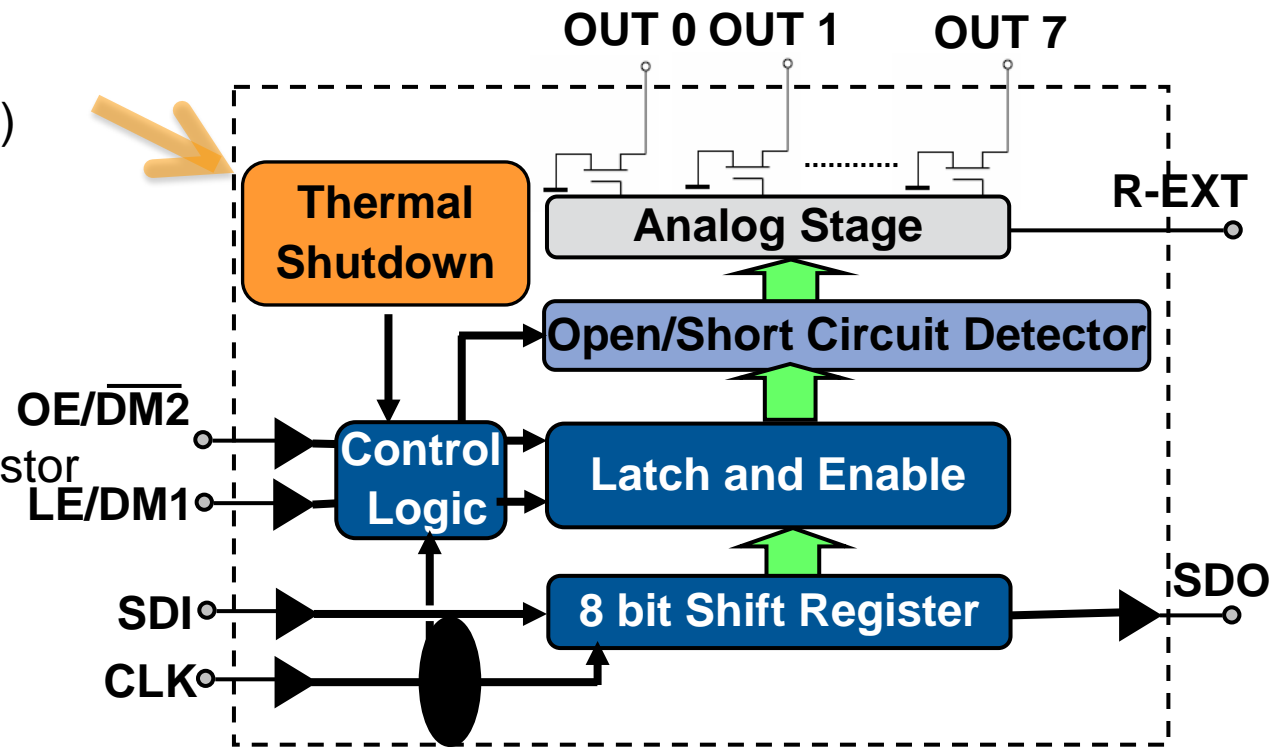 OUT 0 OUT 1 OUT 7
)
Thermal
Shutdown
R-EXT
Analog Stage
Open/Short Circuit Detector
OE/D̅M̅2̅
Control
Logic
stor
LE/DM1
Latch and Enable
SDI
8 bit Shift Register
SDO
CLK